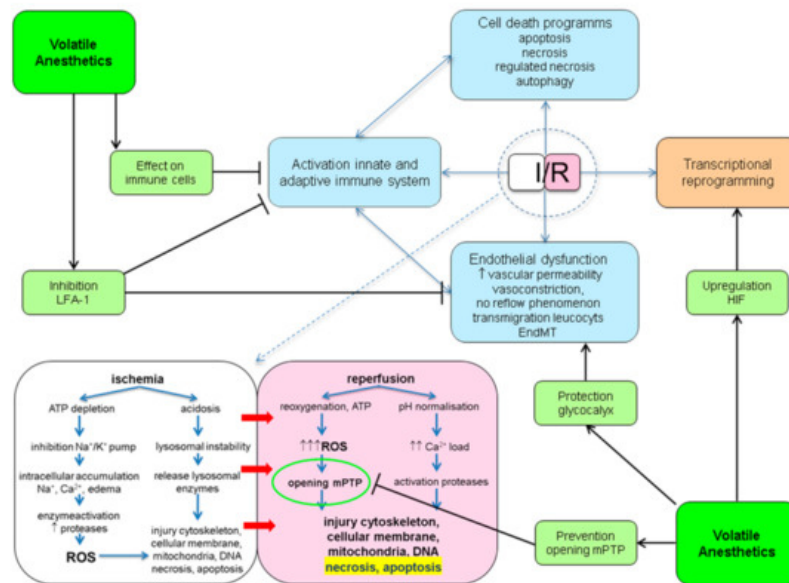 Volatile
Anesthetics
Cell death programms
apoptosis
necrosis
regulated necrosis
autophagy
Effect on
immune cells
Activation innate and
adaptive immune system
I/R
Transcriptional
reprogramming
Inhibition
LFA-1
Endothelial dysfunction
↑ vascular permeability
vasoconstriction,
no reflow phenomenon
transmigration leucocyts
EndMT
Upregulation
HIF
Protection
glycocalyx
Prevention
opening mPTP
Volatile
Anesthetics
ischemia
ATP depletion
acidosis
inhibition Na⁺/K⁺ pump
lysosomal instability
intracellular accumulation
Na⁺, Ca²⁺, edema
release lysosomal
enzymes
enzymeactivation
↑ proteases
ROS
injury cytoskeleton,
cellular membrane,
mitochondria, DNA
necrosis, apoptosis
reperfusion
reoxygenation, ATP
pH normalisation
↑↑↑ROS
↑↑ Ca²⁺ load
opening mPTP
activation proteases
injury cytoskeleton,
cellular membrane,
mitochondria, DNA
necrosis, apoptosis